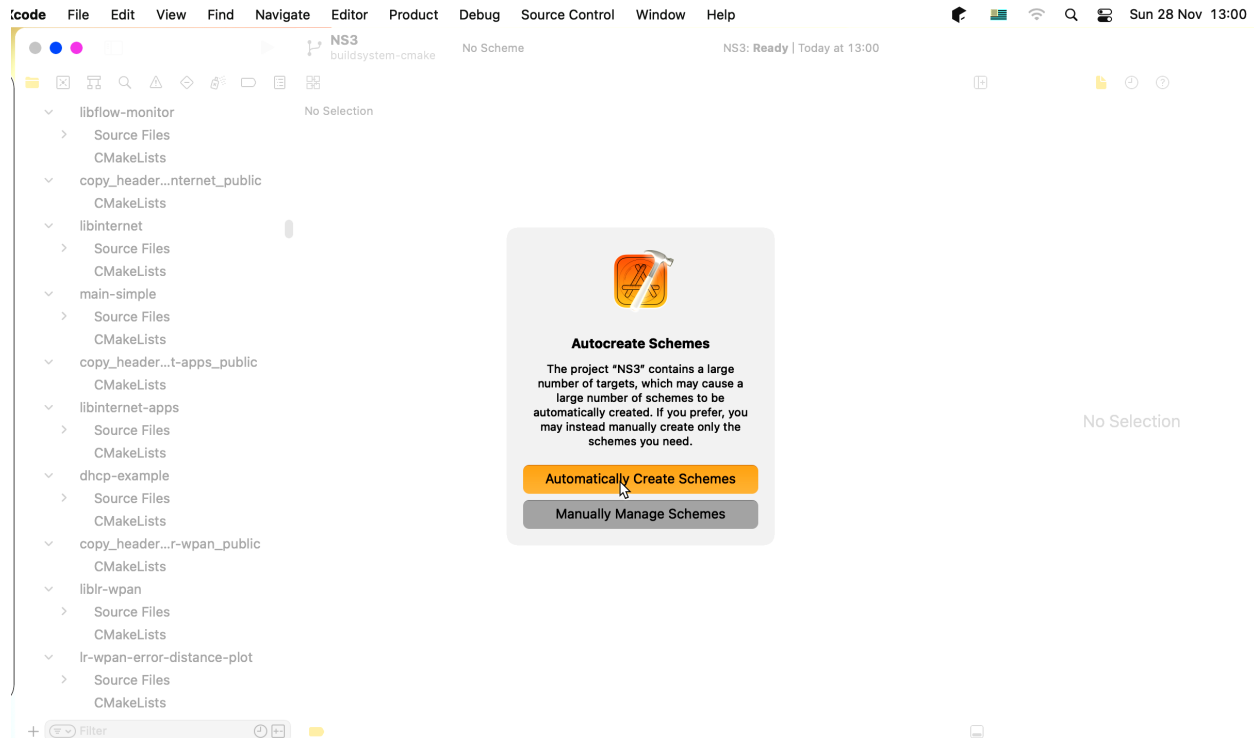 Xcode File Edit View Find Navigate Editor Product Debug Source Control Window Help Sun 28 Nov 13:00
NS3
buildsystem-cmake
No Scheme
NS3: Ready | Today at 13:00
No Selection
libflow-monitor
Source Files
CMakeLists
copy_header...nternet_public
CMakeLists
libinternet
Source Files
CMakeLists
main-simple
Source Files
CMakeLists
copy_header...t-apps_public
CMakeLists
libinternet-apps
Source Files
CMakeLists
dhcp-example
Source Files
CMakeLists
copy_header...r-wpan_public
CMakeLists
liblr-wpan
Source Files
CMakeLists
lr-wpan-error-distance-plot
Source Files
CMakeLists
Filter
Autocreate Schemes
The project “NS3” contains a large
number of targets, which may cause a
large number of schemes to be
automatically created. If you prefer, you
may instead manually create only the
schemes you need.
Automatically Create Schemes
Manually Manage Schemes
No Selection